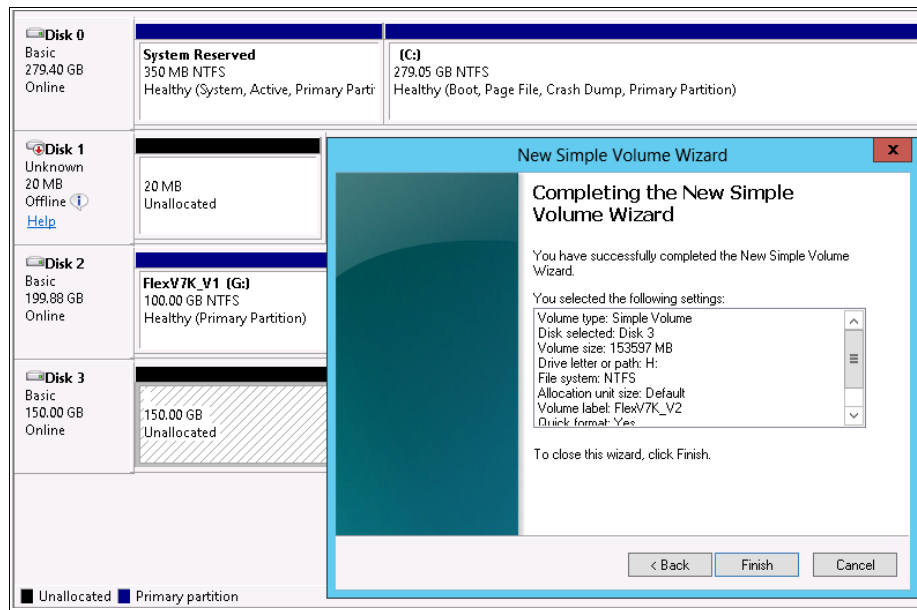 Disk 0
Basic
279.40 GB
Online
System Reserved
350 MB NTFS
Healthy (System, Active, Primary Parti
(C:)
279.05 GB NTFS
Healthy (Boot, Page File, Crash Dump, Primary Partition)
Disk 1
Unknown
20 MB
Offline
Help
20 MB
Unallocated
Disk 2
Basic
199.88 GB
Online
FlexV7K_V1 (G:)
100.00 GB NTFS
Healthy (Primary Partition)
Disk 3
Basic
150.00 GB
Online
150.00 GB
Unallocated
New Simple Volume Wizard
x
Completing the New Simple
Volume Wizard
You have successfully completed the New Simple Volume
Wizard.
You selected the following settings:
Volume type: Simple Volume
Disk selected: Disk 3
Volume size: 153597 MB
Drive letter or path: H:
File system: NTFS
Allocation unit size: Default
Volume label: FlexV7K_V2
Quick format: Yes
To close this wizard, click Finish.
< Back
Finish
Cancel
Unallocated
Primary partition